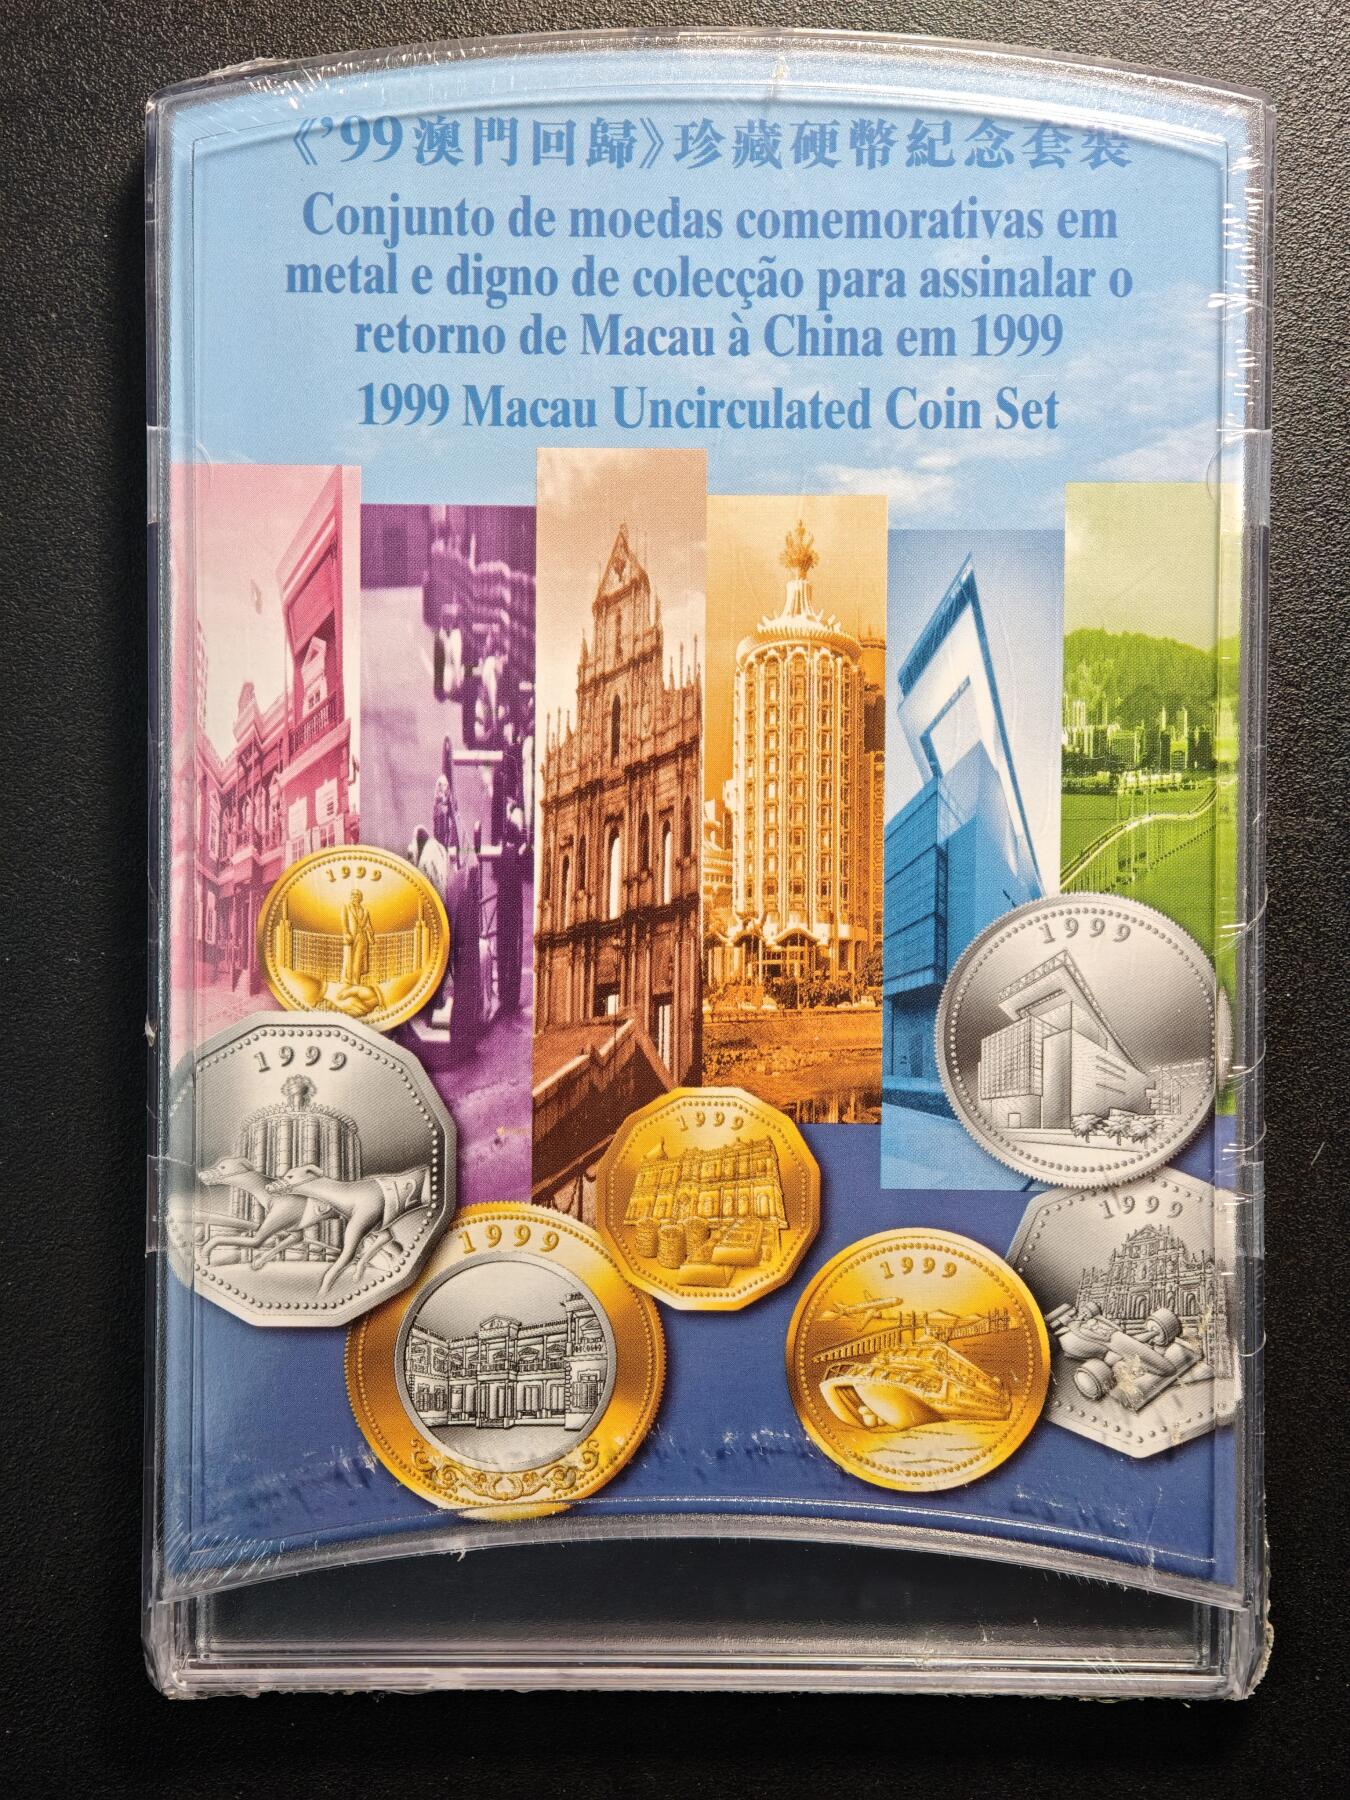 《’99澳門回歸》珍藏硬幣紀念套裝
Conjunto de moedas comemorativas em
metal e digno de colecção para assinalar o
retorno de Macau à China em 1999
1999 Macau Uncirculated Coin Set
1999
1999
1999
1999
1999
1999
1999
12